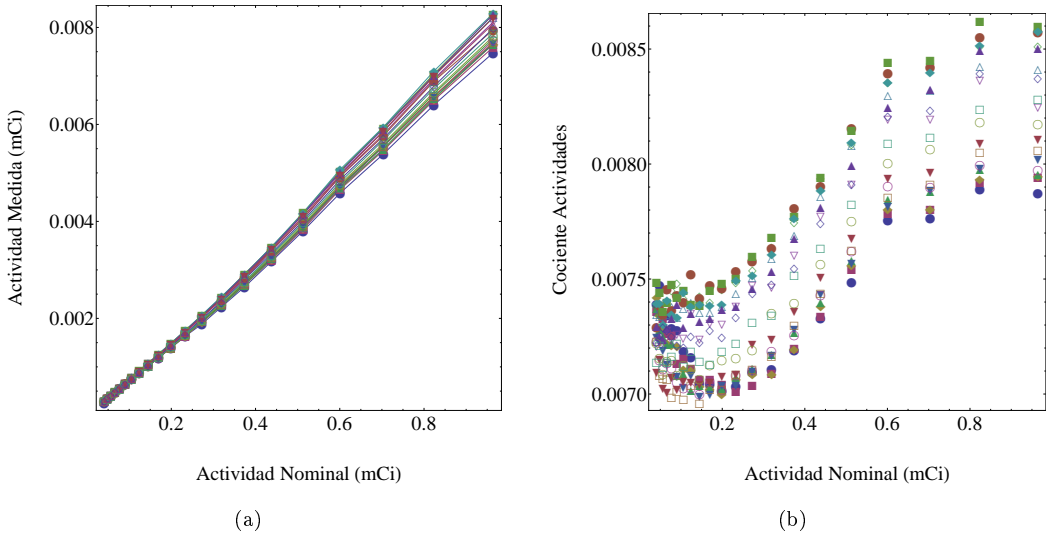 0.008
0.006
0.004
0.002
Actividad Medida (mCi)
0.2 0.4 0.6 0.8
Actividad Nominal (mCi)
(a)
0.0085
0.0080
0.0075
0.0070
Cociente Actividades
0.2 0.4 0.6 0.8
Actividad Nominal (mCi)
(b)